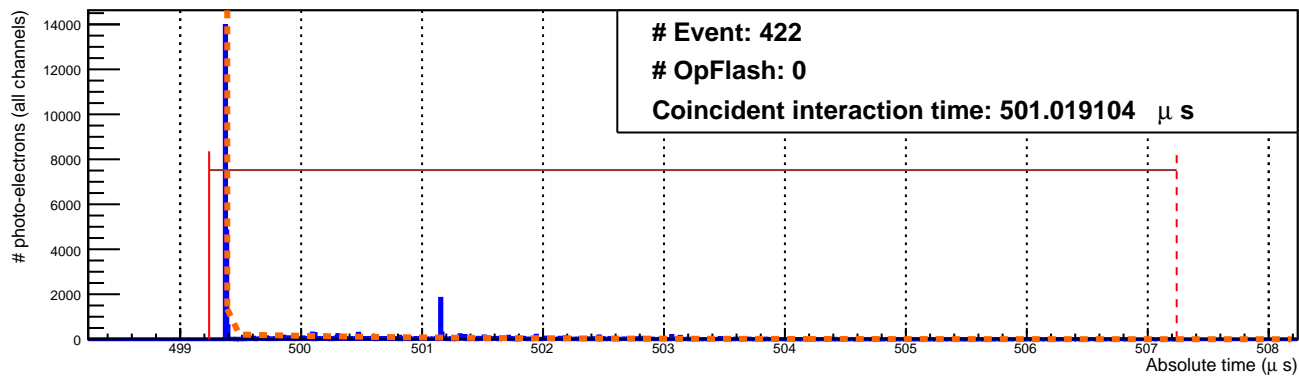 # photo-electrons (all channels)
14000
12000
10000
8000
6000
4000
2000
0
# Event: 422
# OpFlash: 0
Coincident interaction time: 501.019104 μ s
499 500 501 502 503 504 505 506 507 508
Absolute time (μ s)